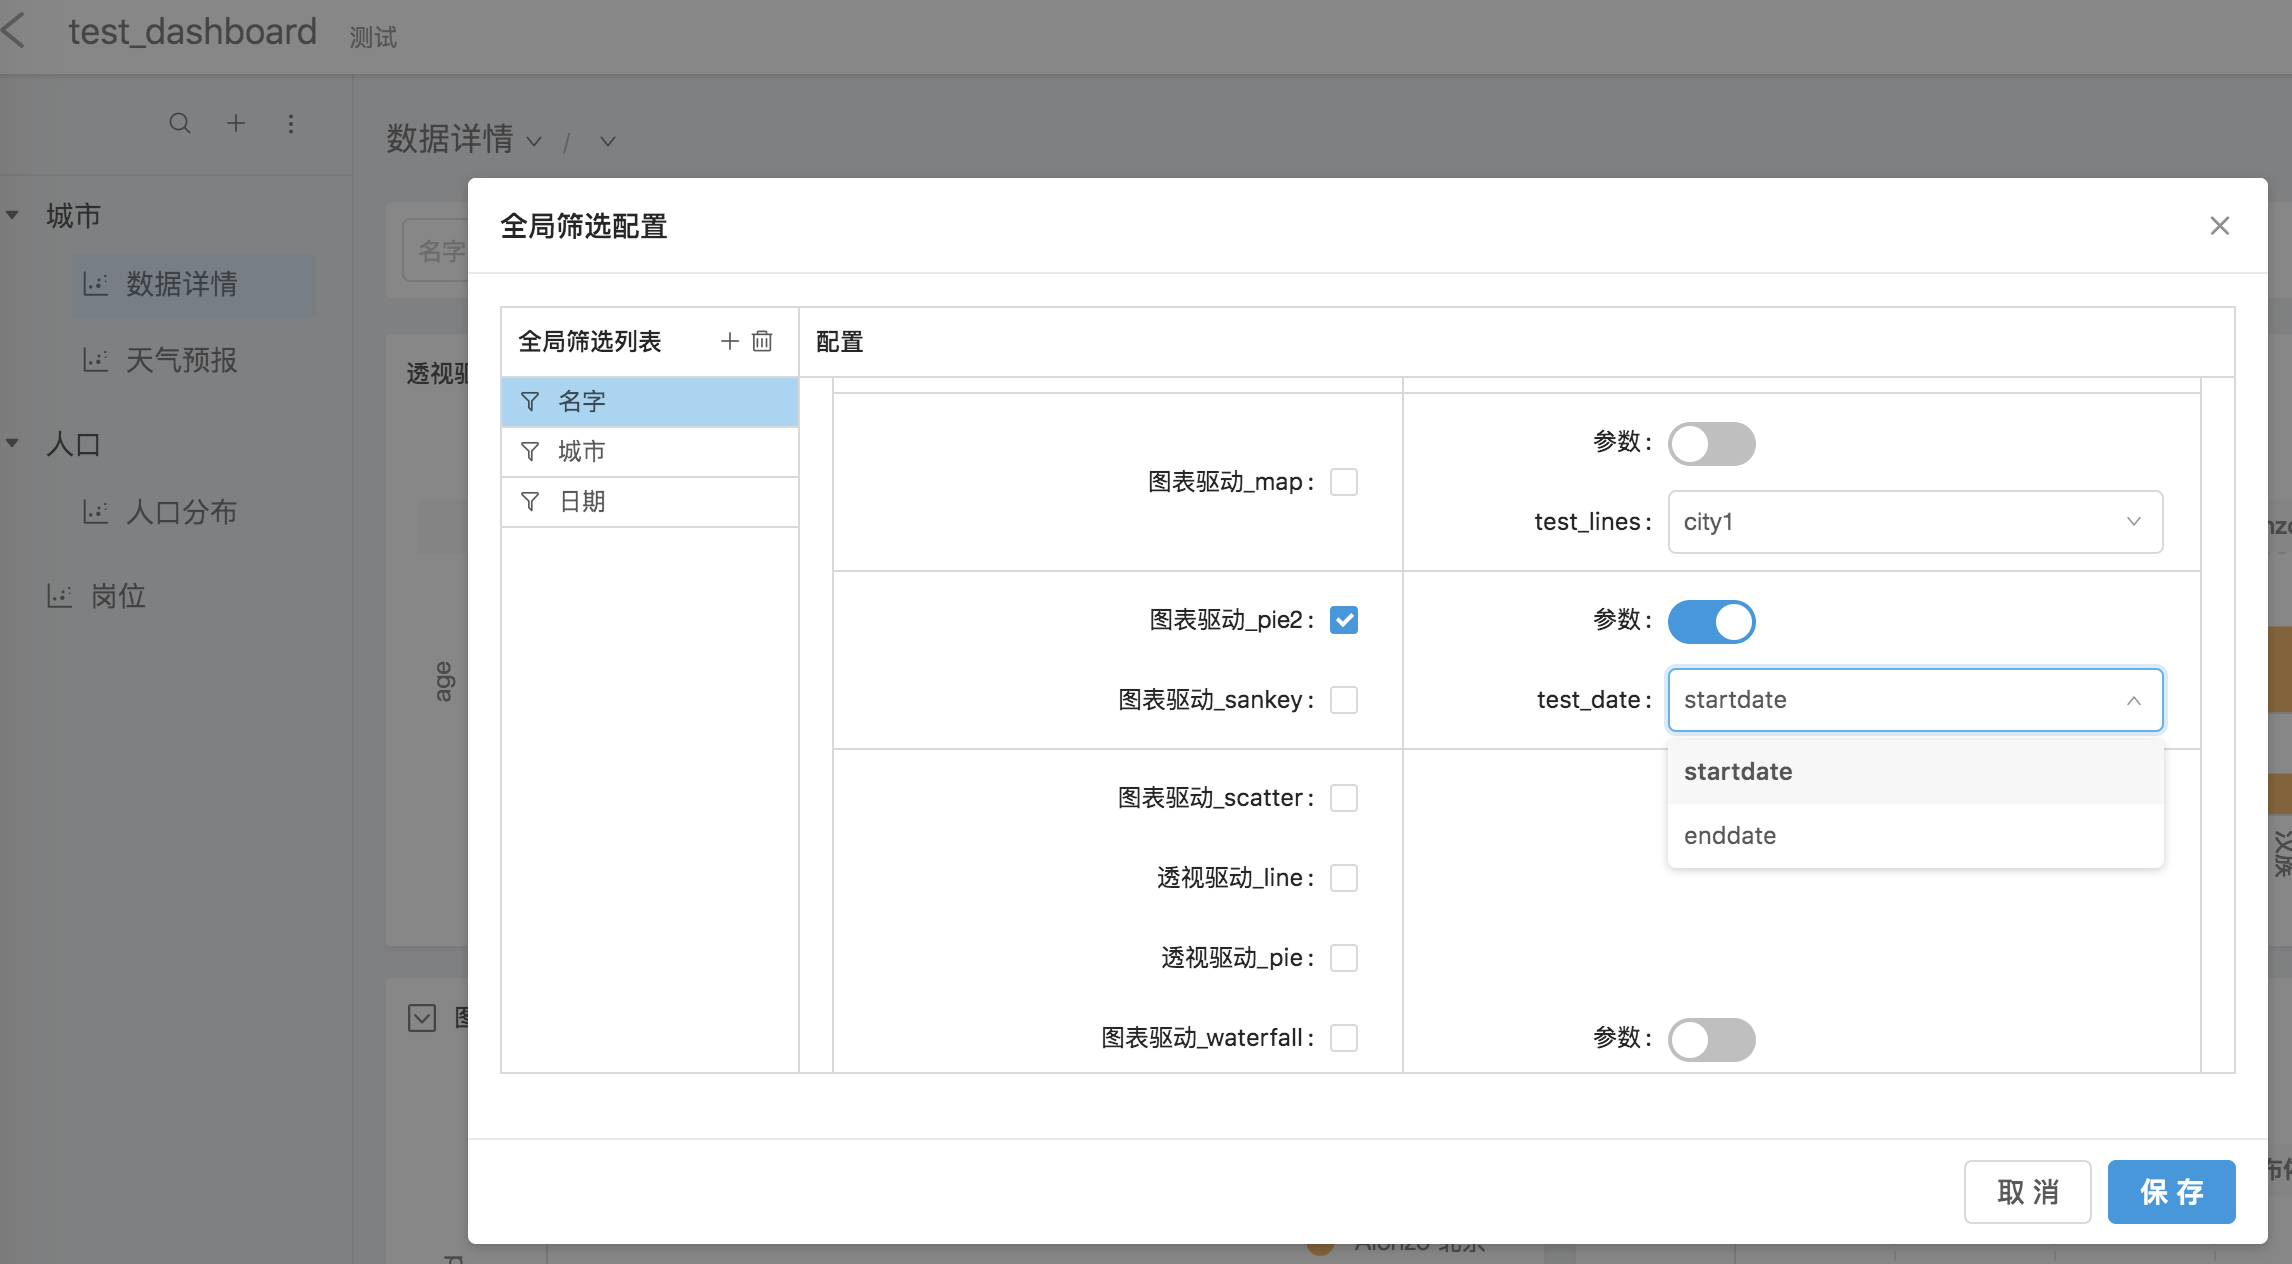 test_dashboard 测试
数据详情 /
城市
数据详情
天气预报
人口
人口分布
岗位
名字
透视驱
age
全局筛选配置
全局筛选列表
名字
城市
日期
配置
图表驱动_map :
参数 :
test_lines : city1
图表驱动_pie2 :
参数 :
图表驱动_sankey :
test_date : startdate
startdate
enddate
图表驱动_scatter :
透视驱动_line :
透视驱动_pie :
图表驱动_waterfall :
参数 :
取 消
保 存
汉族